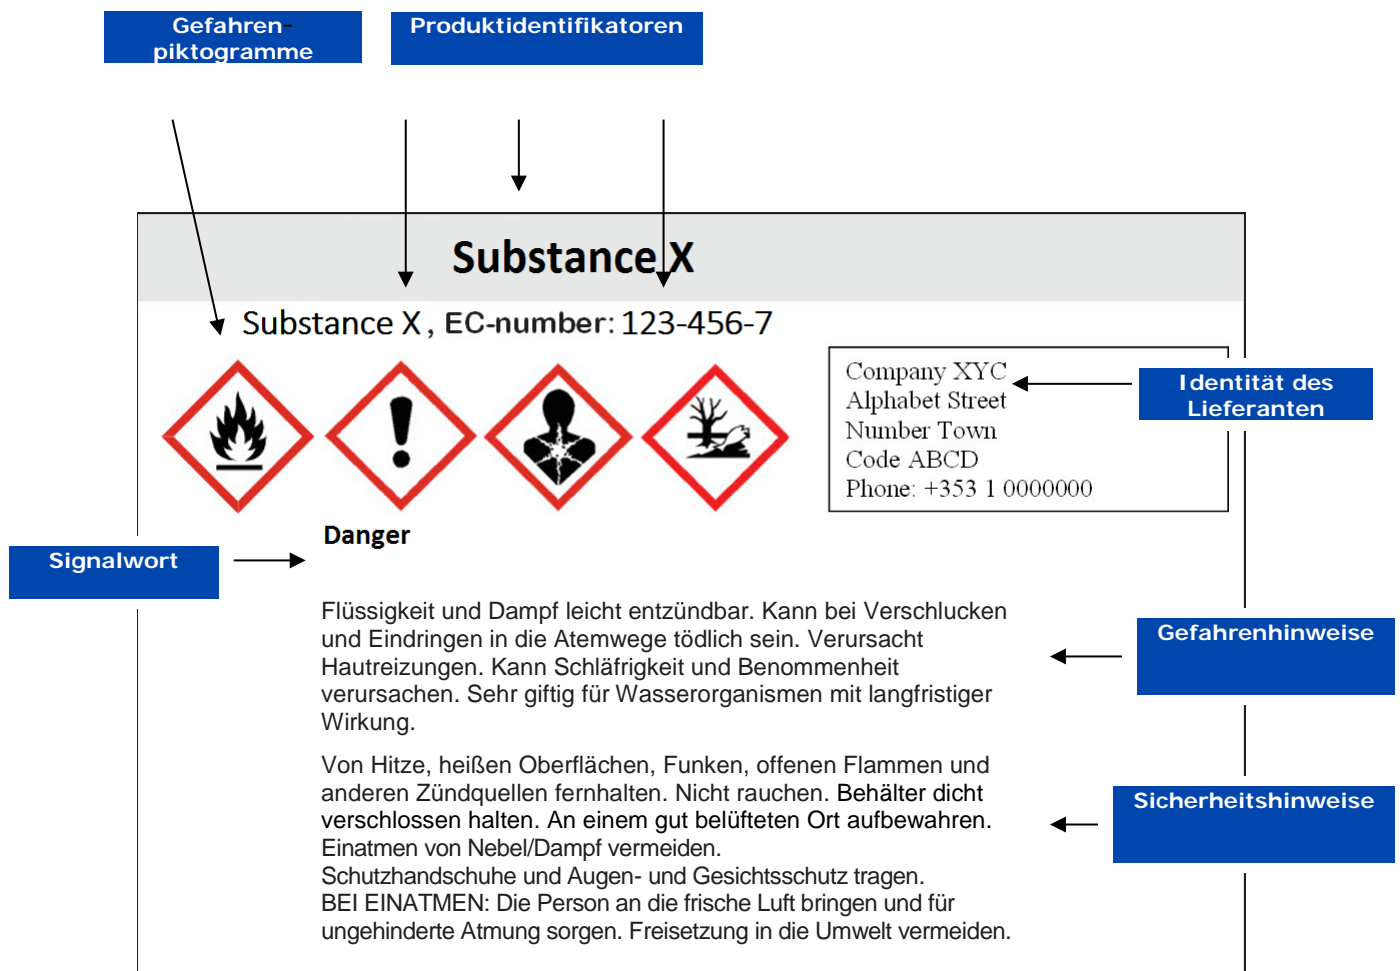 Gefahren-
piktogramme
Produktidentifikatoren
Substance X
Substance X, EC-number: 123-456-7
Company XYC
Alphabet Street
Number Town
Code ABCD
Phone: +353 1 0000000
Identität des
Lieferanten
Danger
Signalwort
Flüssigkeit und Dampf leicht entzündbar. Kann bei Verschlucken
und Eindringen in die Atemwege tödlich sein. Verursacht
Hautreizungen. Kann Schläfrigkeit und Benommenheit
verursachen. Sehr giftig für Wasserorganismen mit langfristiger
Wirkung.
Gefahrenhinweise
Von Hitze, heißen Oberflächen, Funken, offenen Flammen und
anderen Zündquellen fernhalten. Nicht rauchen. Behälter dicht
verschlossen halten. An einem gut belüfteten Ort aufbewahren.
Einatmen von Nebel/Dampf vermeiden.
Schutzhandschuhe und Augen- und Gesichtsschutz tragen.
BEI EINATMEN: Die Person an die frische Luft bringen und für
ungehinderte Atmung sorgen. Freisetzung in die Umwelt vermeiden.
Sicherheitshinweise